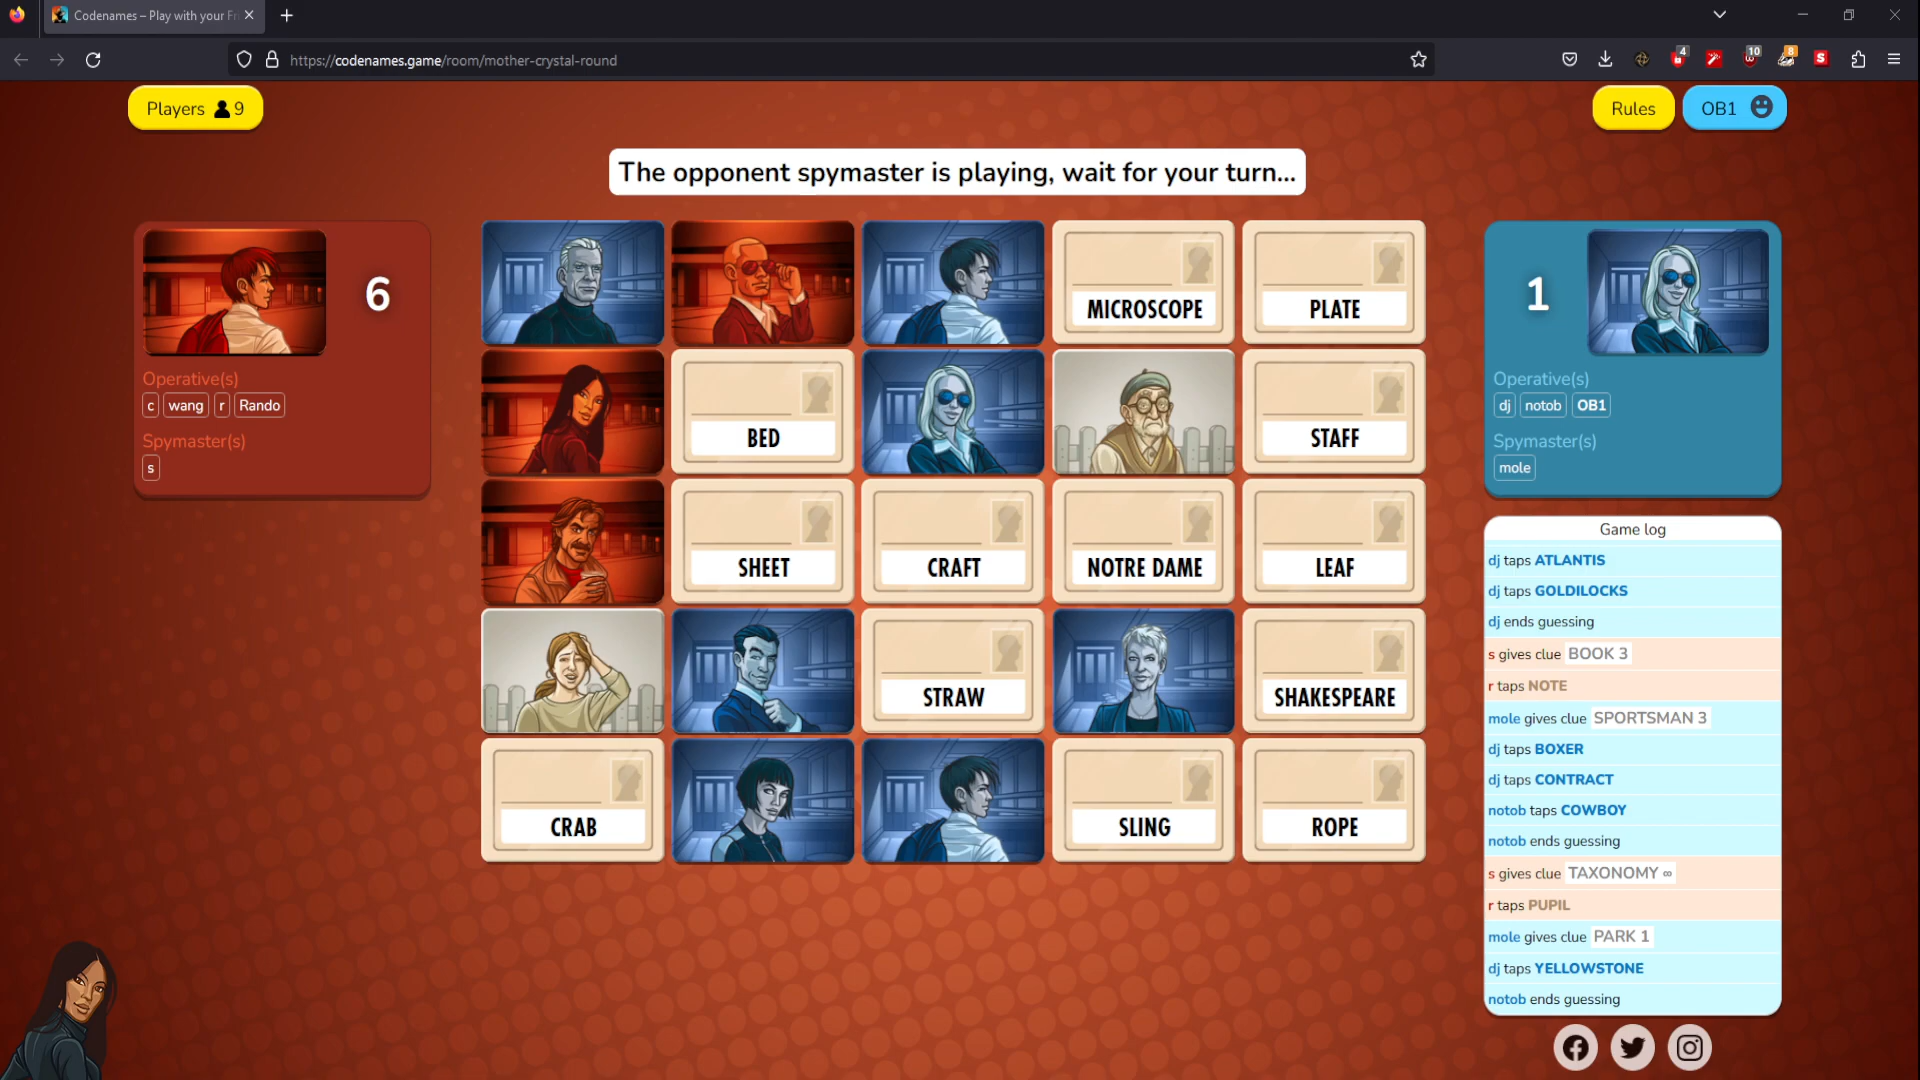 Codenames – Play with your Fr
https://codenames.game/room/mother-crystal-round
4
10
8
S
Players 9
Rules
OB1
The opponent spymaster is playing, wait for your turn...
6
Operative(s)
c wang r Rando
Spymaster(s)
s
MICROSCOPE
PLATE
BED
STAFF
SHEET
CRAFT
NOTRE DAME
LEAF
STRAW
SHAKESPEARE
CRAB
SLING
ROPE
1
Operative(s)
dj notob OB1
Spymaster(s)
mole
Game log
dj taps ATLANTIS
dj taps GOLDILOCKS
dj ends guessing
s gives clue BOOK 3
r taps NOTE
mole gives clue SPORTSMAN 3
dj taps BOXER
dj taps CONTRACT
notob taps COWBOY
notob ends guessing
s gives clue TAXONOMY ∞
r taps PUPIL
mole gives clue PARK 1
dj taps YELLOWSTONE
notob ends guessing